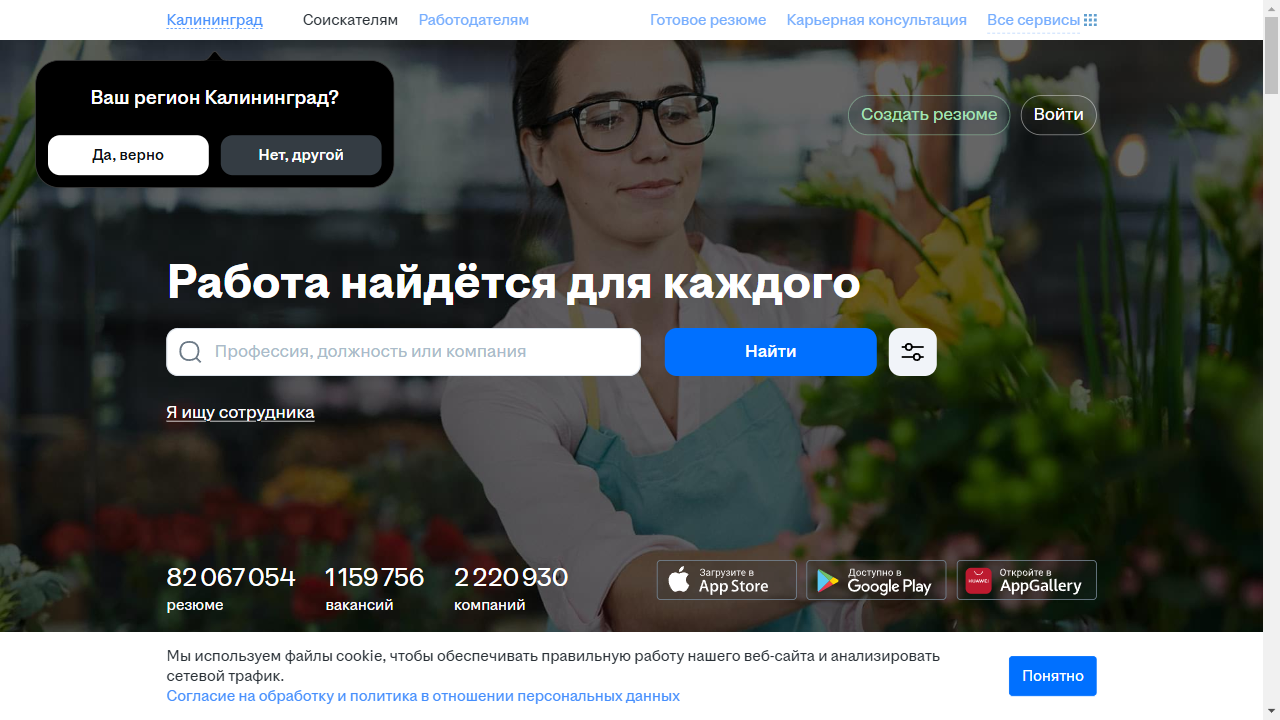 Калининград Соискателям Работодателям Готовое резюме Карьерная консультация Все сервисы
Ваш регион Калининград?
Да, верно Нет, другой
Создать резюме Войти
Работа найдётся для каждого
Профессия, должность или компания Найти
Я ищу сотрудника
82 067 054 1 159 756 2 220 930
резюме вакансий компаний
Загрузите в
App Store
Доступно в
Google Play
HUAWEI
Откройте в
AppGallery
Мы используем файлы cookie, чтобы обеспечивать правильную работу нашего веб-сайта и анализировать
сетевой трафик.
Согласие на обработку и политика в отношении персональных данных
Понятно